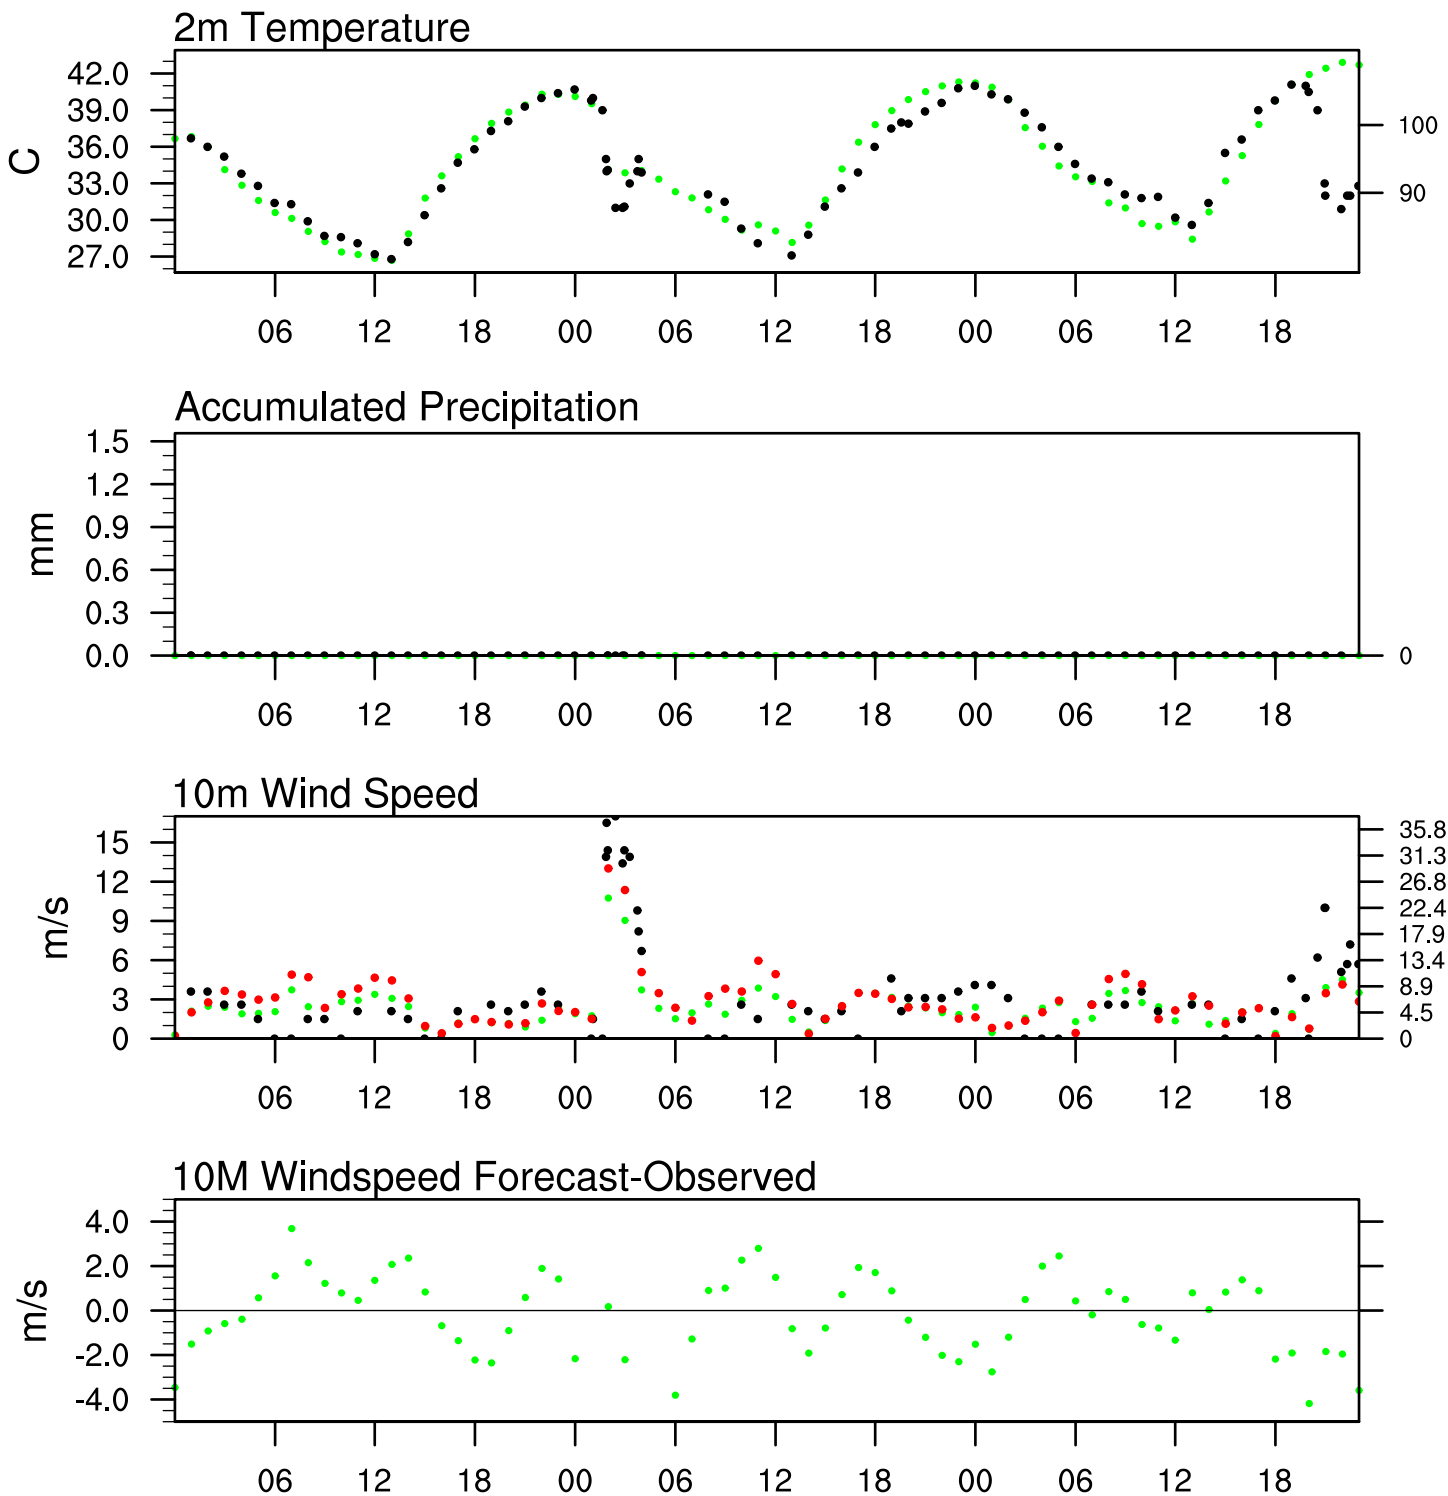 2m Temperature
42.0
39.0
36.0
33.0
30.0
27.0
C
100
90
06 12 18 00 06 12 18 00 06 12 18
Accumulated Precipitation
1.5
1.2
0.9
0.6
0.3
0.0
mm
0
06 12 18 00 06 12 18 00 06 12 18
10m Wind Speed
15
12
9
6
3
0
m/s
35.8
31.3
26.8
22.4
17.9
13.4
8.9
4.5
0
06 12 18 00 06 12 18 00 06 12 18
10M Windspeed Forecast-Observed
4.0
2.0
0.0
-2.0
-4.0
m/s
06 12 18 00 06 12 18 00 06 12 18